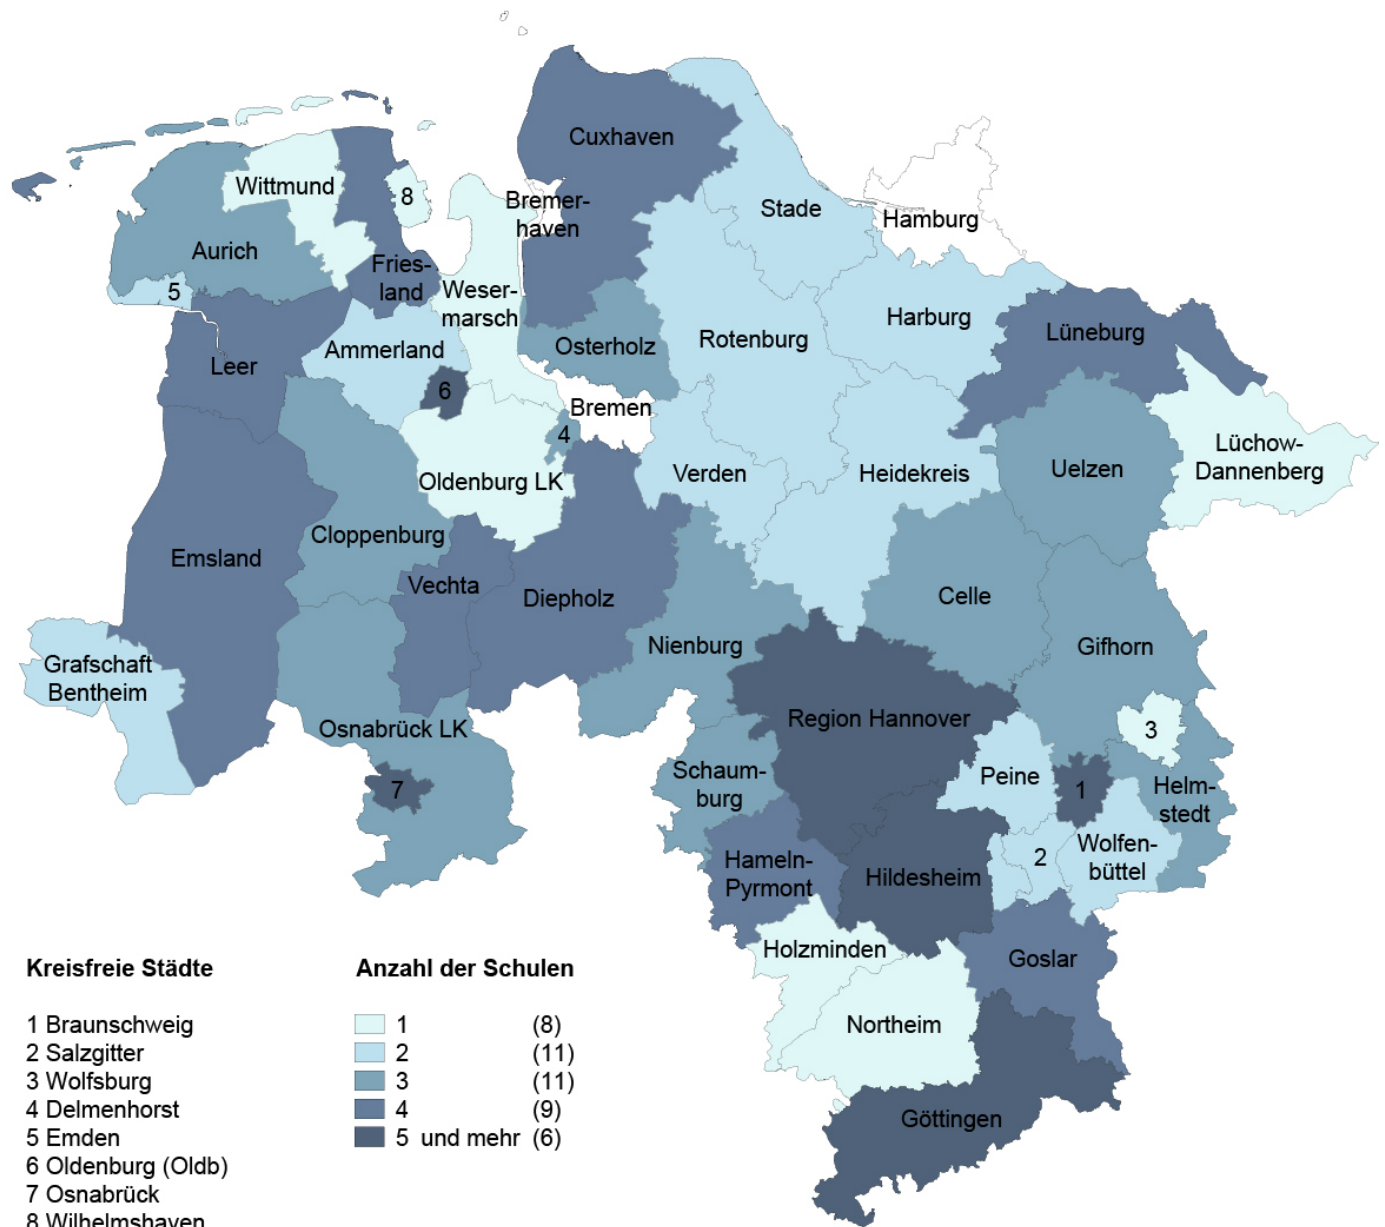 Cuxhaven
Wittmund
8
Bremer-
haven
Stade
Hamburg
Aurich
Fries-
land
5
Weser-
marsch
Harburg
Lüneburg
Ammerland
Osterholz
Rotenburg
Leer
6
Bremen
4
Lüchow-
Dannenberg
Oldenburg LK
Verden
Heidekreis
Uelzen
Cloppenburg
Emsland
Vechta
Diepholz
Celle
Nienburg
Gifhorn
Grafschaft
Bentheim
Osnabrück LK
Region Hannover
3
Schaum-
burg
Peine
7
1
Helm-
stedt
2
Wolfen-
büttel
Hameln-
Pyrmont
Hildesheim
Holzminden
Goslar
Northeim
Göttingen
Kreisfreie Städte
1 Braunschweig
2 Salzgitter
3 Wolfsburg
4 Delmenhorst
5 Emden
6 Oldenburg (Oldb)
7 Osnabrück
8 Wilhelmshaven
Anzahl der Schulen
1 (8)
2 (11)
3 (11)
4 (9)
5 und mehr (6)